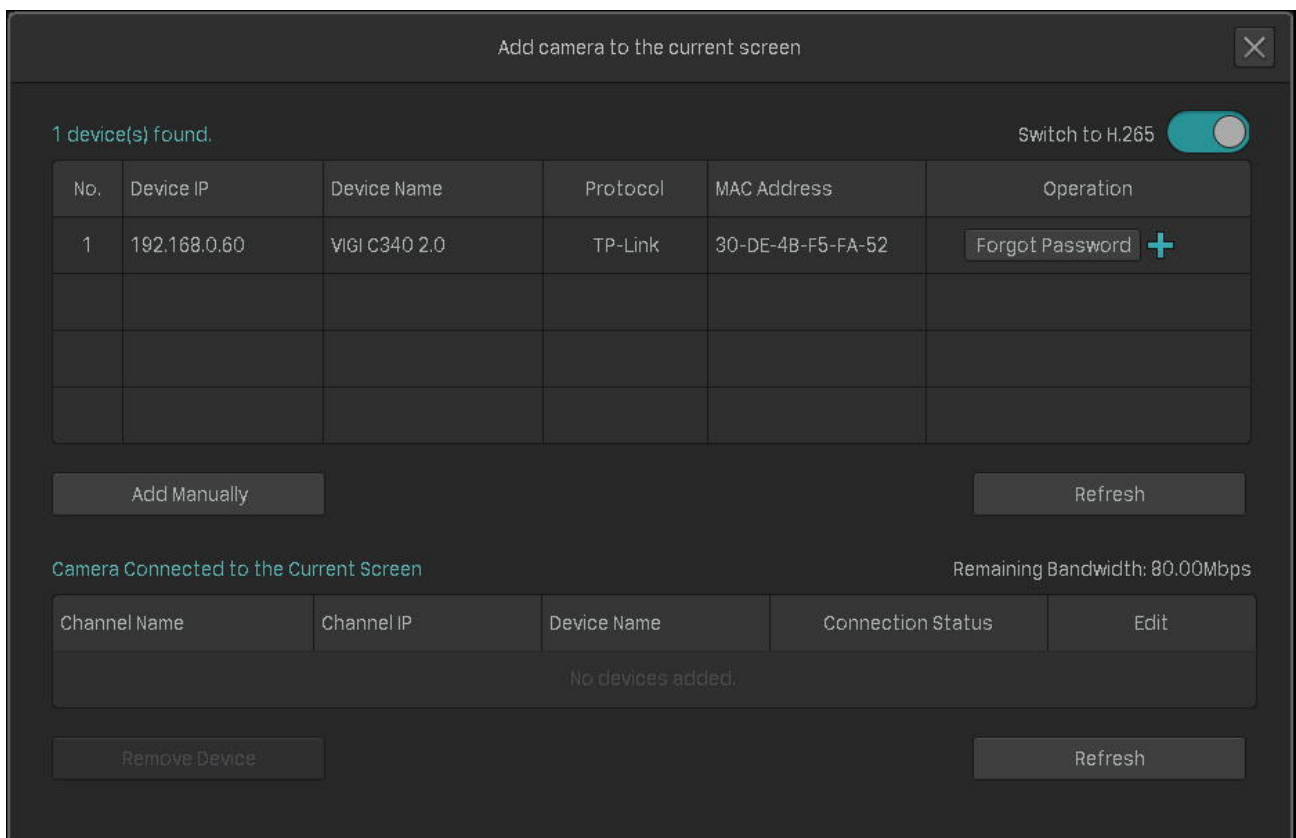 Add camera to the current screen
1 device(s) found.
Switch to H.265
No. Device IP Device Name Protocol MAC Address Operation
1 192.168.0.60 VIGI C340 2.0 TP-Link 30-DE-4B-F5-FA-52 Forgot Password
Add Manually Refresh
Camera Connected to the Current Screen Remaining Bandwidth: 80.00Mbps
Channel Name Channel IP Device Name Connection Status Edit
No devices added.
Remove Device Refresh